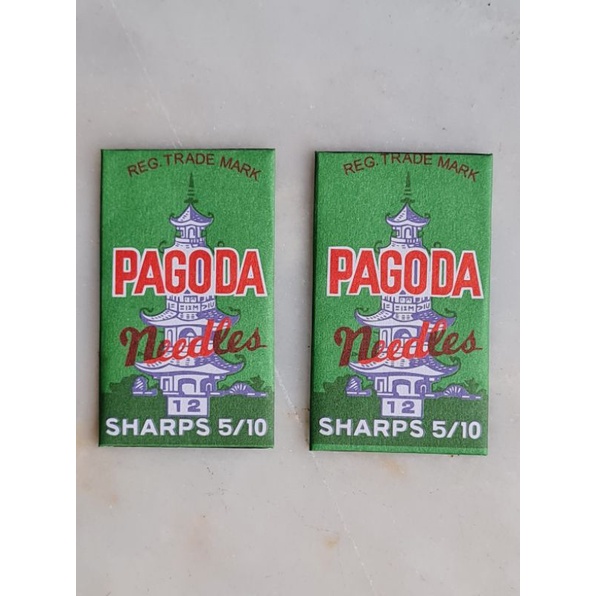 REG. TRADE MARK
PAGODA
Needles
12
SHARPS 5/10
REG. TRADE MARK
PAGODA
Needles
12
SHARPS 5/10